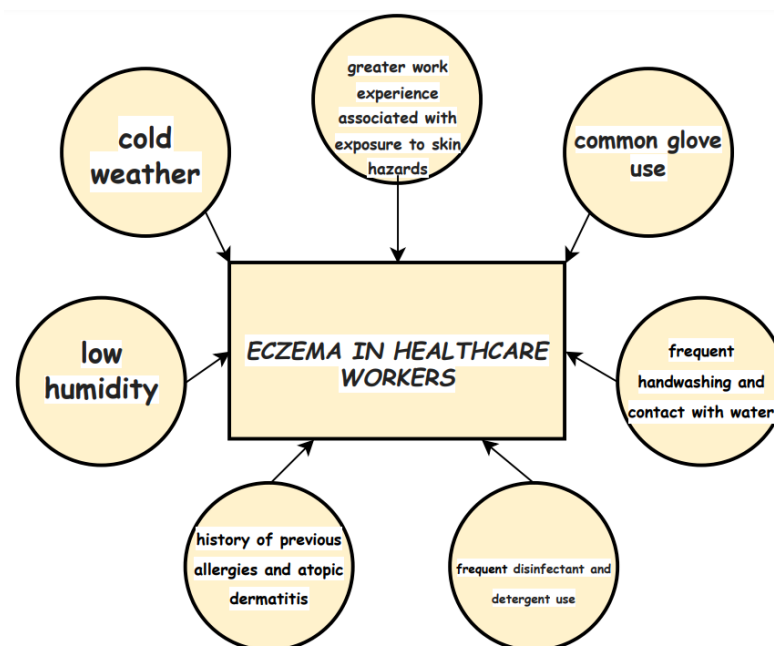 greater work
experience
associated with
exposure to skin
hazards
cold
weather
common glove
use
low
humidity
ECZEMA IN HEALTHCARE
WORKERS
frequent
handwashing and
contact with water
history of previous
allergies and atopic
dermatitis
frequent disinfectant and
detergent use